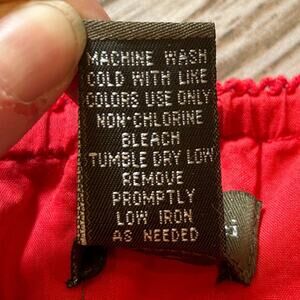 MACHINE WASH
COLD WITH LIKE
COLORS USE ONLY
NON-CHLORINE
BLEACH
TUMBLE DRY LOW
REMOVE
PROMPTLY
LOW IRON
AS NEEDED